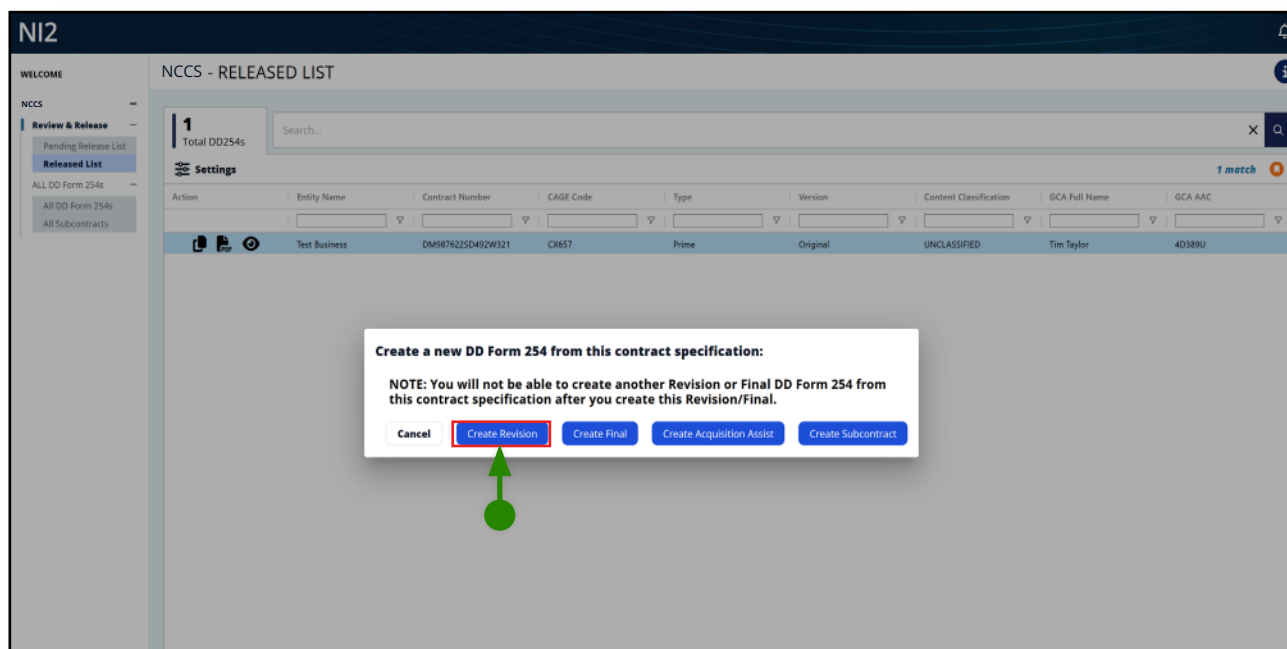 NI2
WELCOME
NCCS - RELEASED LIST
NCCS
Review & Release
Pending Release List
Released List
ALL DD Form 254s
All DD Form 254s
All Subcontracts
1
Total DD254s
Search...
Settings
1 match
Action Entity Name Contract Number CAGE Code Type Version Content Classification GCA Full Name GCA AAC
PDF Test Business DM987622SD492W321 CX657 Prime Original UNCLASSIFIED Tim Taylor 4D389U
Create a new DD Form 254 from this contract specification:
NOTE: You will not be able to create another Revision or Final DD Form 254 from
this contract specification after you create this Revision/Final.
Cancel Create Revision Create Final Create Acquisition Assist Create Subcontract